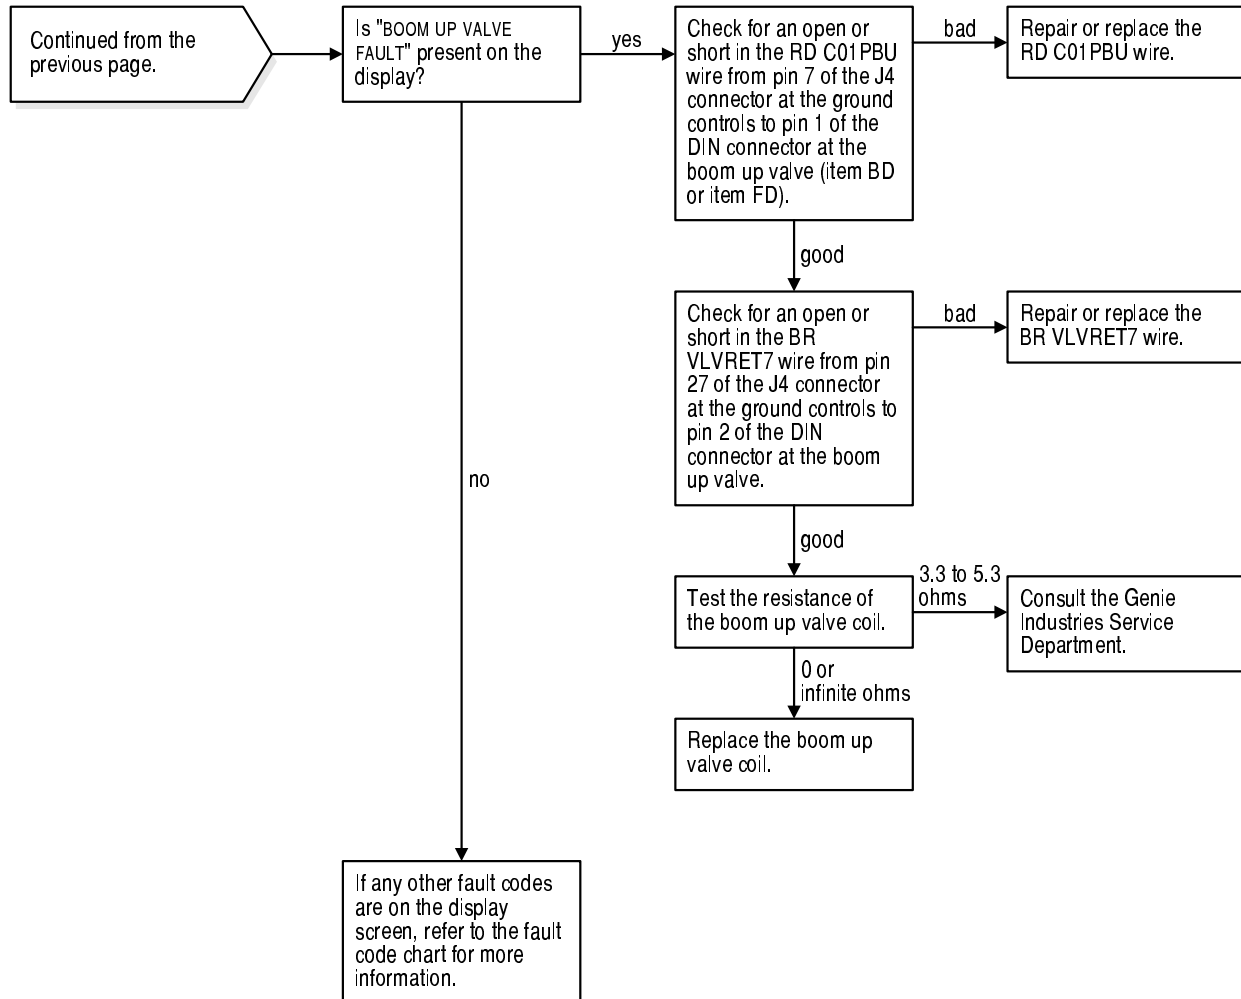 Continued from the
previous page.
Is "BOOM UP VALVE
FAULT" present on the
display?
yes
Check for an open or
short in the RD C01PBU
wire from pin 7 of the J4
connector at the ground
controls to pin 1 of the
DIN connector at the
boom up valve (item BD
or item FD).
bad
Repair or replace the
RD C01PBU wire.
good
Check for an open or
short in the BR
VLVRET7 wire from pin
27 of the J4 connector
at the ground controls to
pin 2 of the DIN
connector at the boom
up valve.
bad
Repair or replace the
BR VLVRET7 wire.
no
good
Test the resistance of
the boom up valve coil.
3.3 to 5.3
ohms
Consult the Genie
Industries Service
Department.
0 or
infinite ohms
Replace the boom up
valve coil.
If any other fault codes
are on the display
screen, refer to the fault
code chart for more
information.